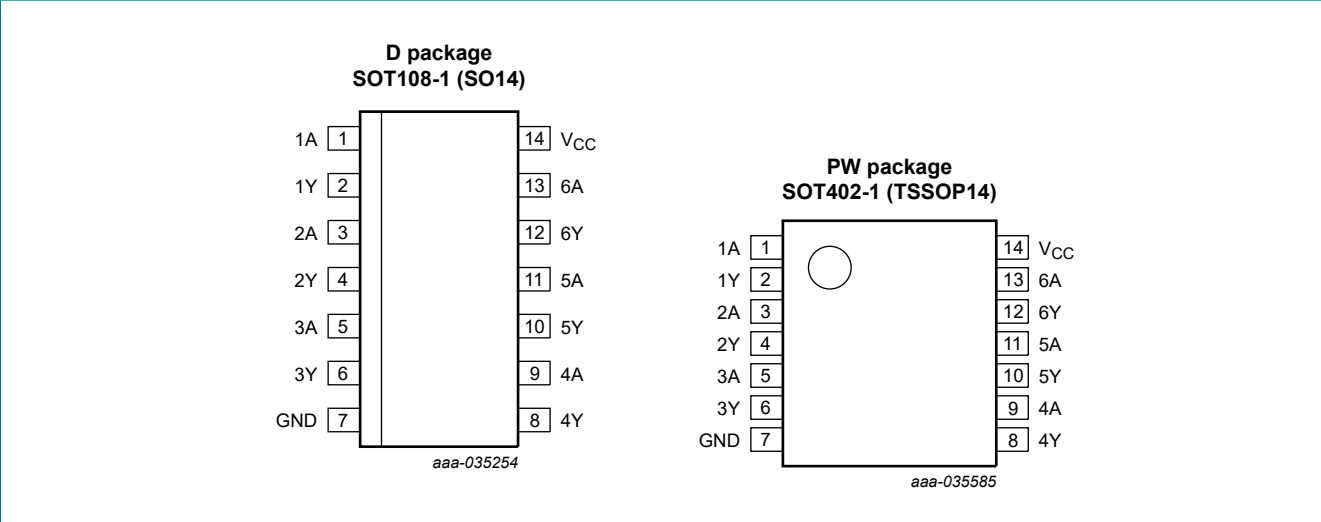 D package
SOT108-1 (SO14)
1A 1 14 VCC
1Y 2 13 6A
2A 3 12 6Y
2Y 4 11 5A
3A 5 10 5Y
3Y 6 9 4A
GND 7 8 4Y
aaa-035254
PW package
SOT402-1 (TSSOP14)
1A 1 14 VCC
1Y 2 13 6A
2A 3 12 6Y
2Y 4 11 5A
3A 5 10 5Y
3Y 6 9 4A
GND 7 8 4Y
aaa-035585